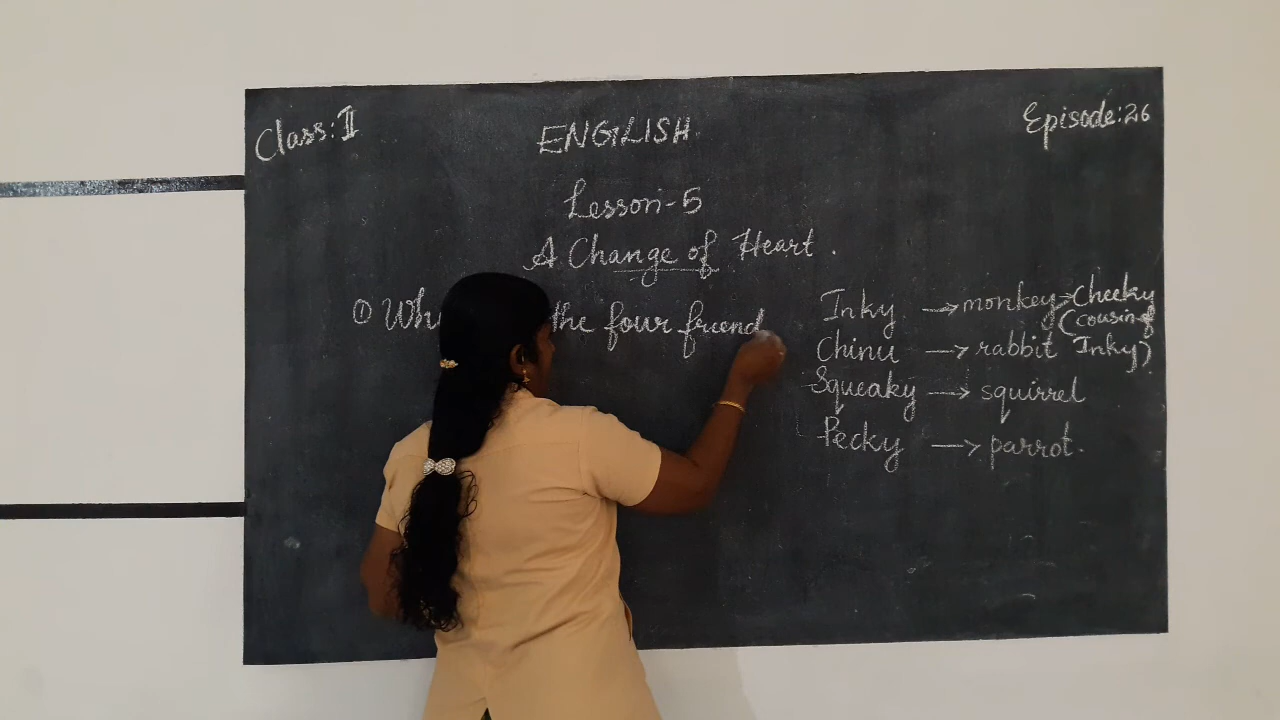 Class: II
ENGLISH
Episode: 26
Lesson-5
A Change of Heart.
① the four friend
Inky → monkey → Cheeky
(cousin of
Chinu → rabbit Inky)
Squeaky → squirrel
Pecky → parrot.